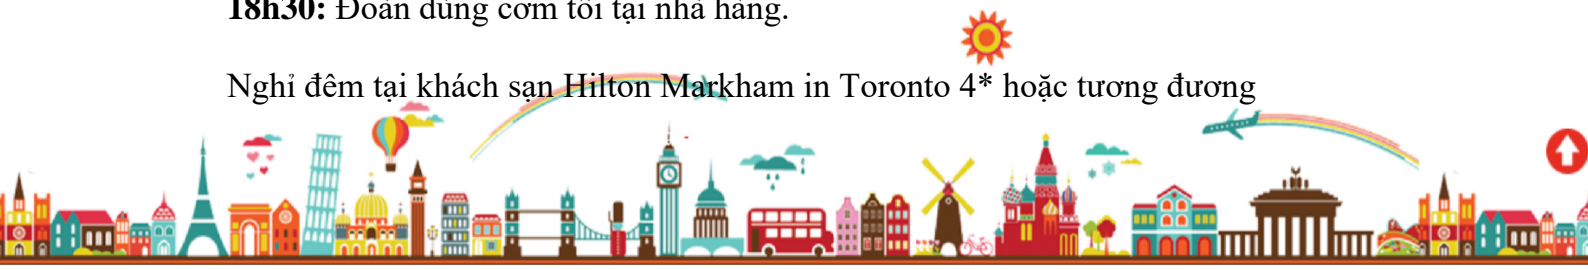 18h30: Đoàn dùng cơm tối tại nhà hàng.
Nghỉ đêm tại khách sạn Hilton Markham in Toronto 4* hoặc tương đương